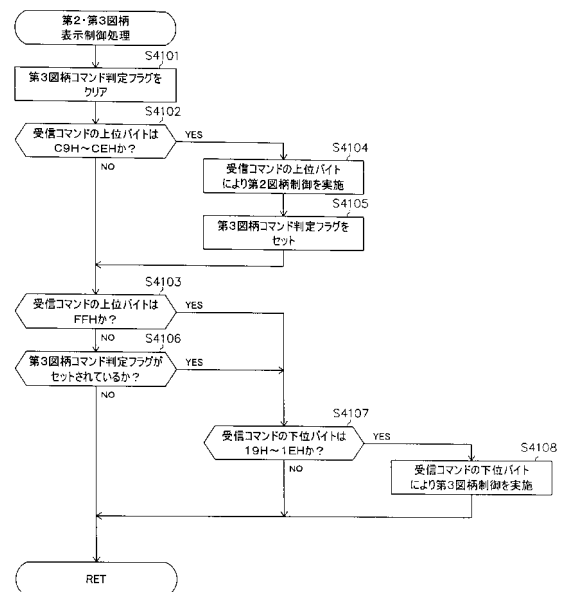 第2・第3図柄
表示制御処理
S4101
第3図柄コマンド判定フラグを
クリア
S4102
受信コマンドの上位バイトは
C9H～CEHか?
YES
NO
S4104
受信コマンドの上位バイト
により第2図柄制御を実施
S4105
第3図柄コマンド判定フラグを
セット
S4103
受信コマンドの上位バイトは
FFHか?
YES
NO
S4106
第3図柄コマンド判定フラグが
セットされているか?
YES
NO
S4107
受信コマンドの下位バイトは
19H～1EHか?
YES
NO
S4108
受信コマンドの下位バイト
により第3図柄制御を実施
RET